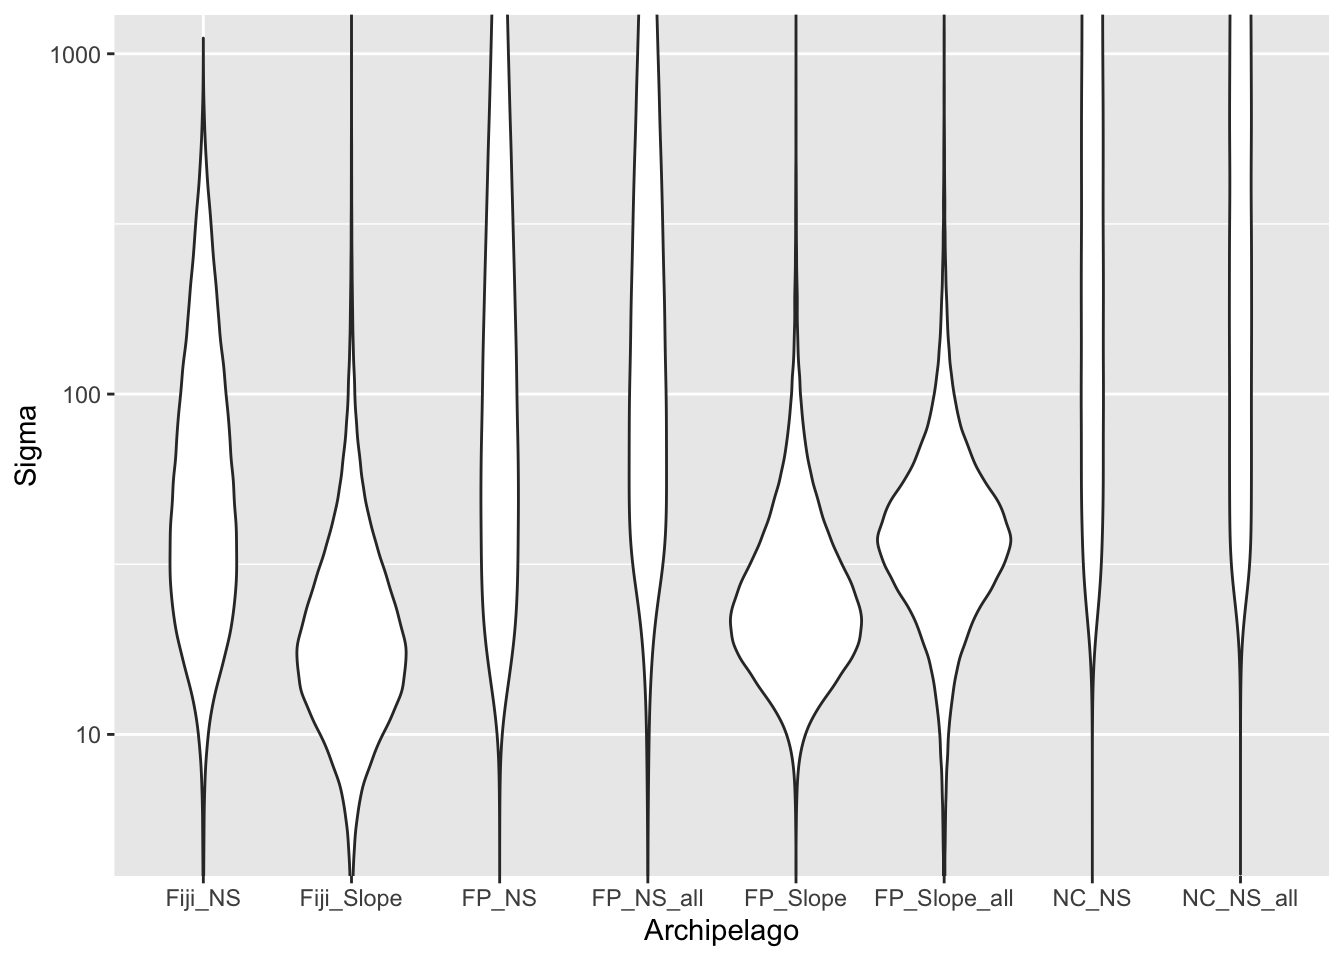 1000
100
10
Sigma
Fiji_NS Fiji_Slope FP_NS FP_NS_all FP_Slope FP_Slope_all NC_NS NC_NS_all
Archipelago